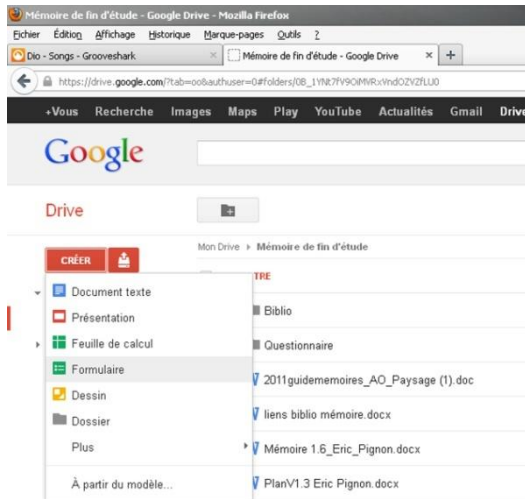 Mémoire de fin d'étude - Google Drive - Mozilla Firefox
Fichier Édition Affichage Historique Marque-pages Outils ?
Dio - Songs - Grooveshark × Mémoire de fin d'étude - Google Drive × +
https://drive.google.com/?tab=oo&authuser=0#folders/0B_1YNt7fV9OiMVRxVndOZVZfLU0
+Vous Recherche Images Maps Play YouTube Actualités Gmail Drive
Google
Drive
Mon Drive Mémoire de fin d'étude
CRÉER
TRE
Document texte
Biblio
Présentation
Feuille de calcul
Questionnaire
Formulaire
2011guidememoires_AO_Paysage (1).doc
Dessin
liens biblio mémoire.docx
Dossier
Plus
Mémoire 1.6_Eric_Pignon.docx
À partir du modèle...
PlanV1.3 Eric Pignon.docx